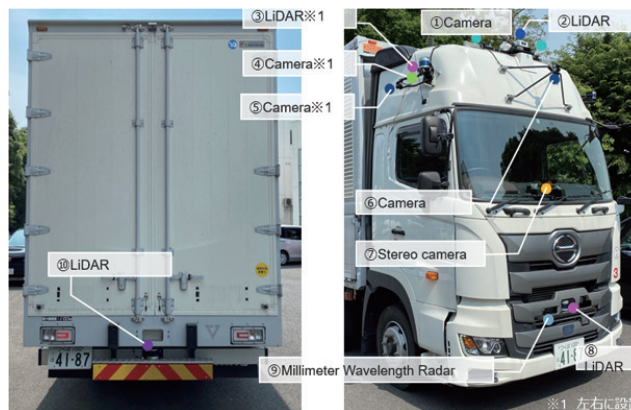 ③LiDAR※1
①Camera
②LiDAR
④Camera※1
⑤Camera※1
⑥Camera
⑦Stereo camera
⑩LiDAR
⑧
LiDAR
⑨Millimeter Wavelength Radar
41-87
3
※1 左右に設